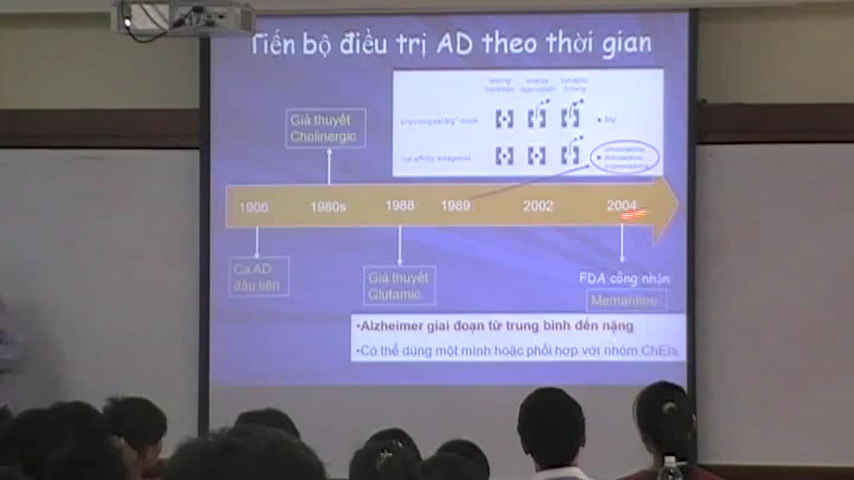 Tiến bộ điều trị AD theo thời gian
Giả thuyết
Cholinergic
1906 1980s 1988 1989 2002 2004
Ca AD
đầu tiên
Giả thuyết
Glutamic
FDA công nhận
Memantine
•Alzheimer giai đoạn từ trung bình đến nặng
•Có thể dùng một mình hoặc phối hợp với nhóm ChEIs